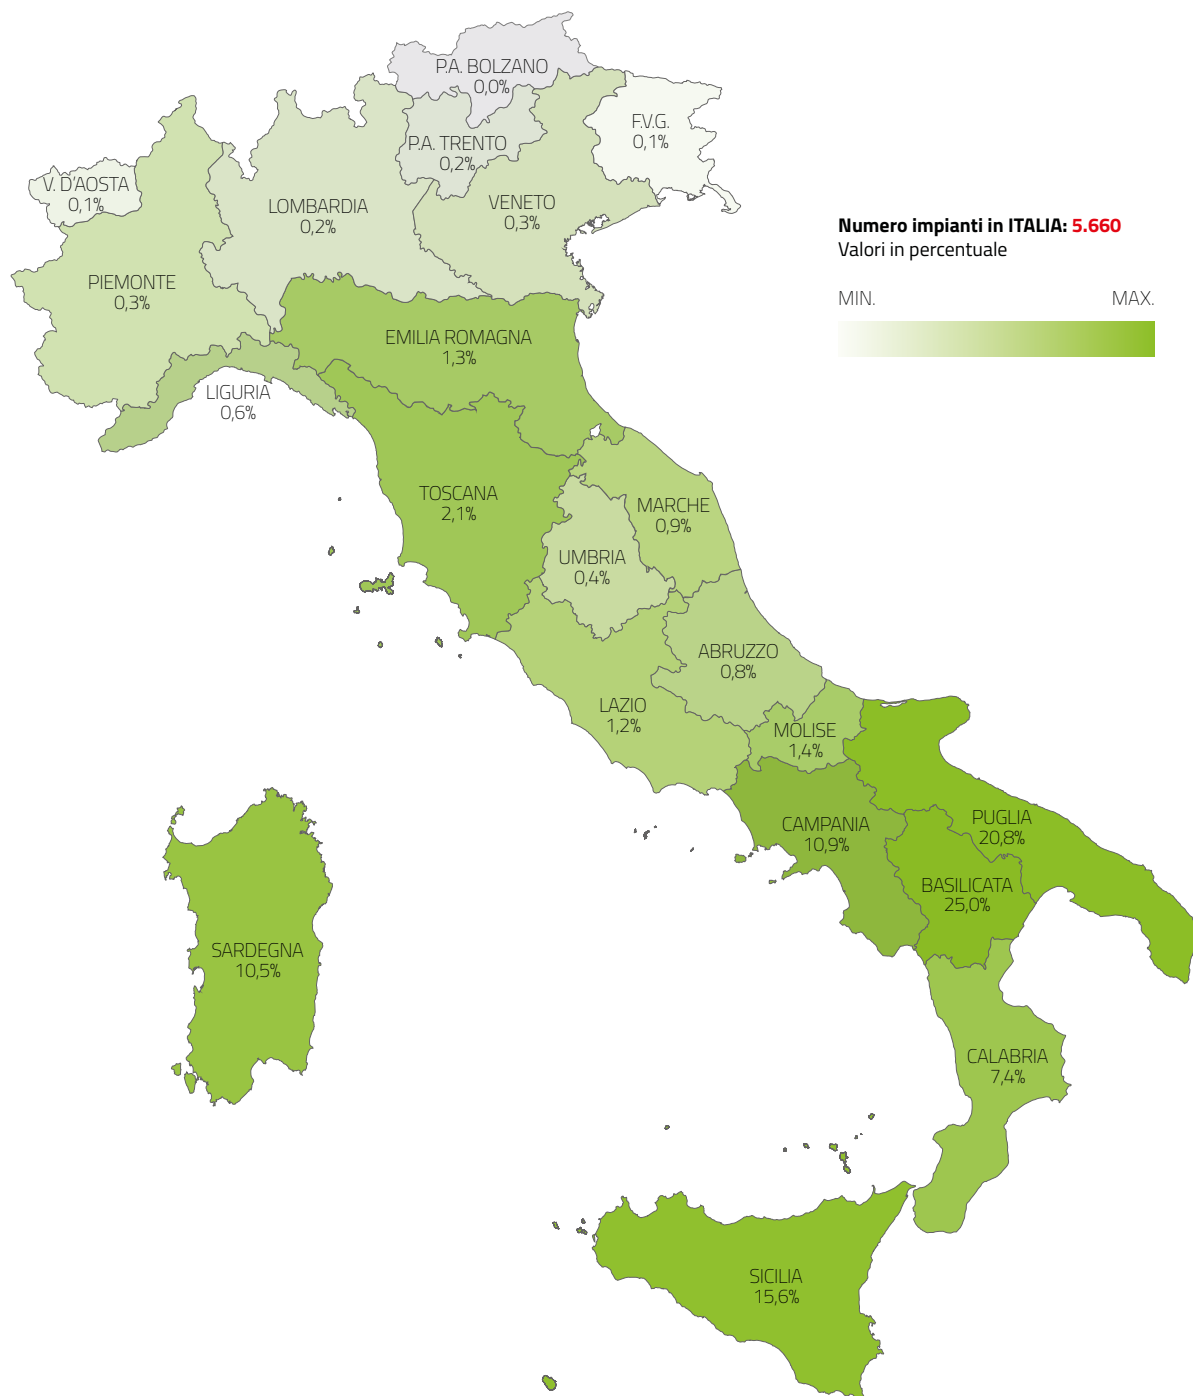 P.A. BOLZANO
0,0%
F.V.G.
0,1%
P.A. TRENTO
0,2%
V. D'AOSTA
0,1%
LOMBARDIA
0,2%
VENETO
0,3%
Numero impianti in ITALIA: 5.660
Valori in percentuale
MIN. MAX.
PIEMONTE
0,3%
EMILIA ROMAGNA
1,3%
LIGURIA
0,6%
TOSCANA
2,1%
MARCHE
0,9%
UMBRIA
0,4%
ABRUZZO
0,8%
LAZIO
1,2%
MOLISE
1,4%
CAMPANIA
10,9%
PUGLIA
20,8%
BASILICATA
25,0%
SARDEGNA
10,5%
CALABRIA
7,4%
SICILIA
15,6%